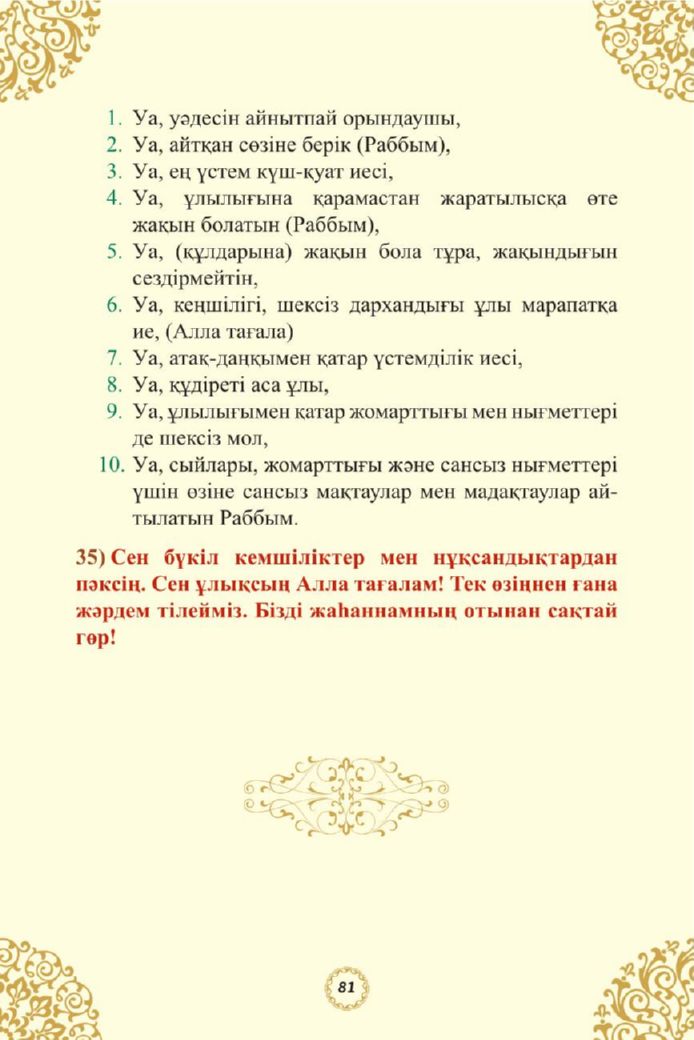 1. Уа, уәдесін айнытпай орындаушы,
2. Уа, айтқан сөзіне берік (Раббым),
3. Уа, ең үстем күш-қуат иесі,
4. Уа, ұлылығына қарамастан жаратылысқа өте
жақын болатын (Раббым),
5. Уа, (құлдарына) жақын бола тұра, жақындығын
сездірмейтін,
6. Уа, кеңшілігі, шексіз дархандығы ұлы марапатқа
ие, (Алла тағала)
7. Уа, атақ-даңқымен қатар үстемділік иесі,
8. Уа, құдіреті аса ұлы,
9. Уа, ұлылығымен қатар жомарттығы мен нығметтері
де шексіз мол,
10. Уа, сыйлары, жомарттығы және сансыз нығметтері
үшін өзіне сансыз мақтаулар мен мадақтаулар ай-
тылатын Раббым.
35) Сен бүкіл кемшіліктер мен нұқсандықтардан
пәксің. Сен ұлықсың Алла тағалам! Тек өзіңнен ғана
жәрдем тілейміз. Бізді жаһаннамның отынан сақтай
гөр!
81